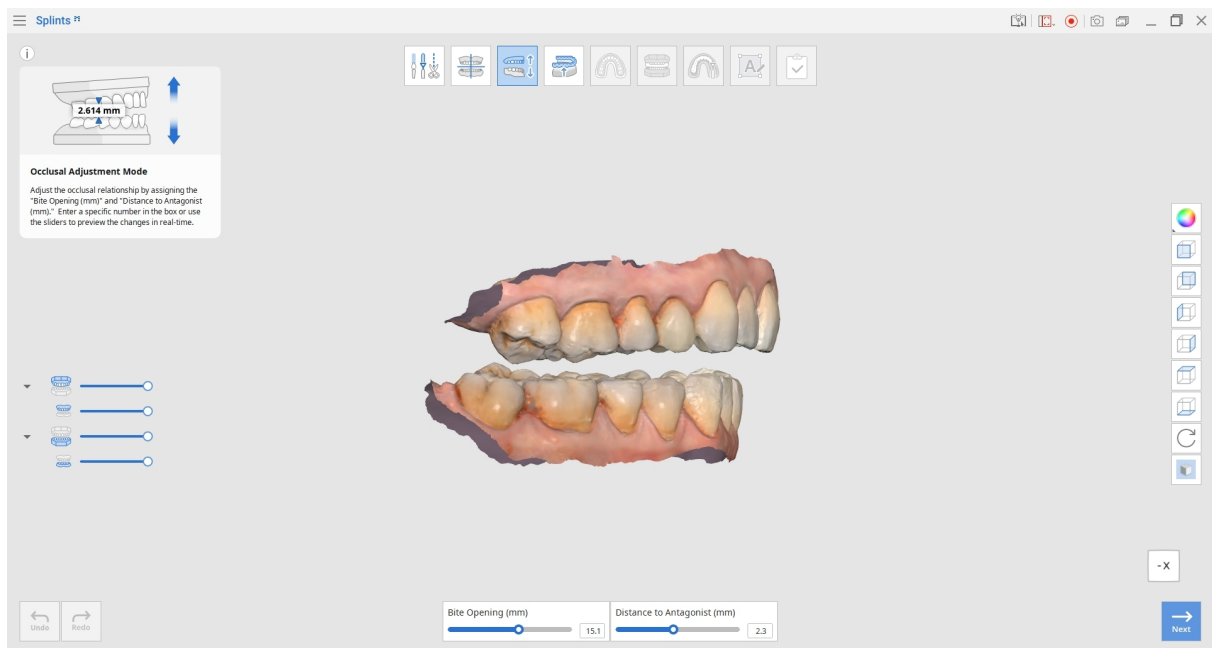 Splints
i
2.614 mm
Occlusal Adjustment Mode
Adjust the occlusal relationship by assigning the
"Bite Opening (mm)" and "Distance to Antagonist
(mm)." Enter a specific number in the box or use
the sliders to preview the changes in real-time.
A
- X
Undo
Redo
Bite Opening (mm)
15.1
Distance to Antagonist (mm)
2.3
Next